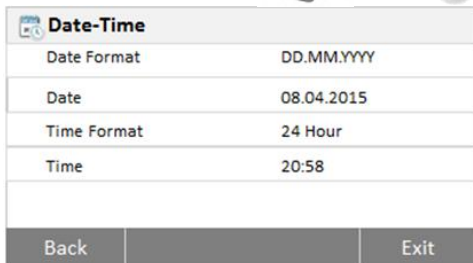 Date-Time
Date Format DD.MM.YYYY
Date 08.04.2015
Time Format 24 Hour
Time 20:58
Back Exit